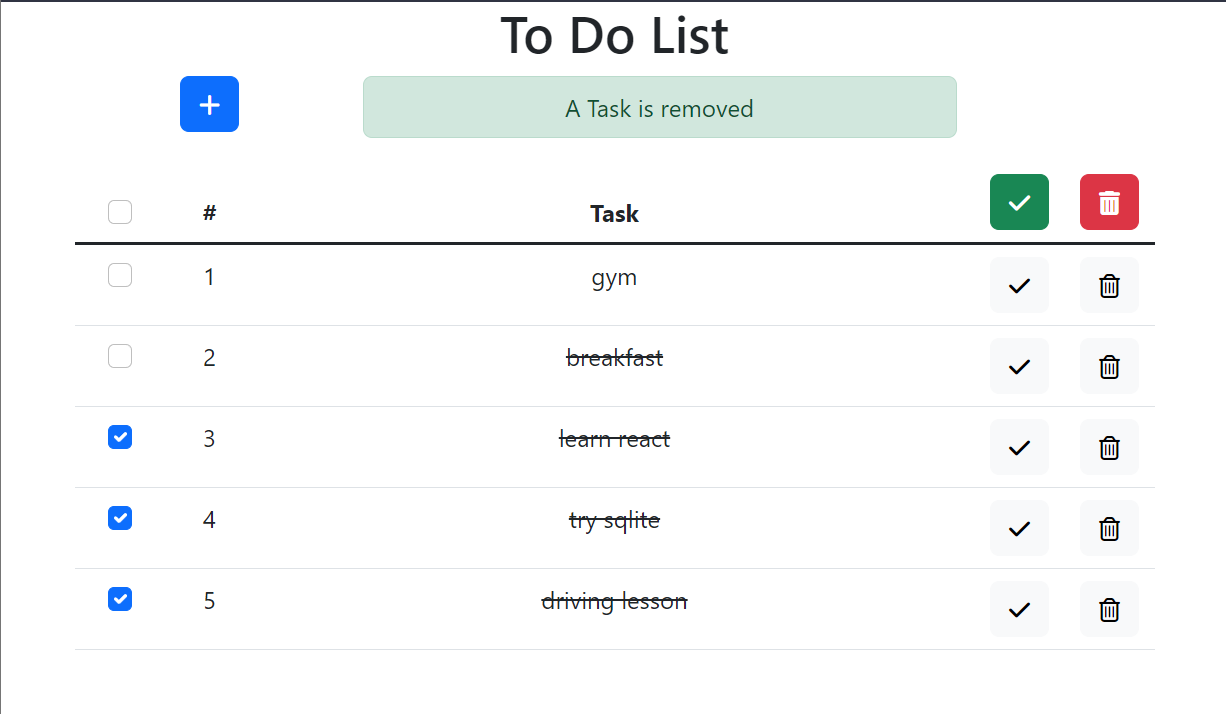 To Do List
A Task is removed
# Task
1 gym
2 breakfast
3 learn react
4 try sqlite
5 driving lesson